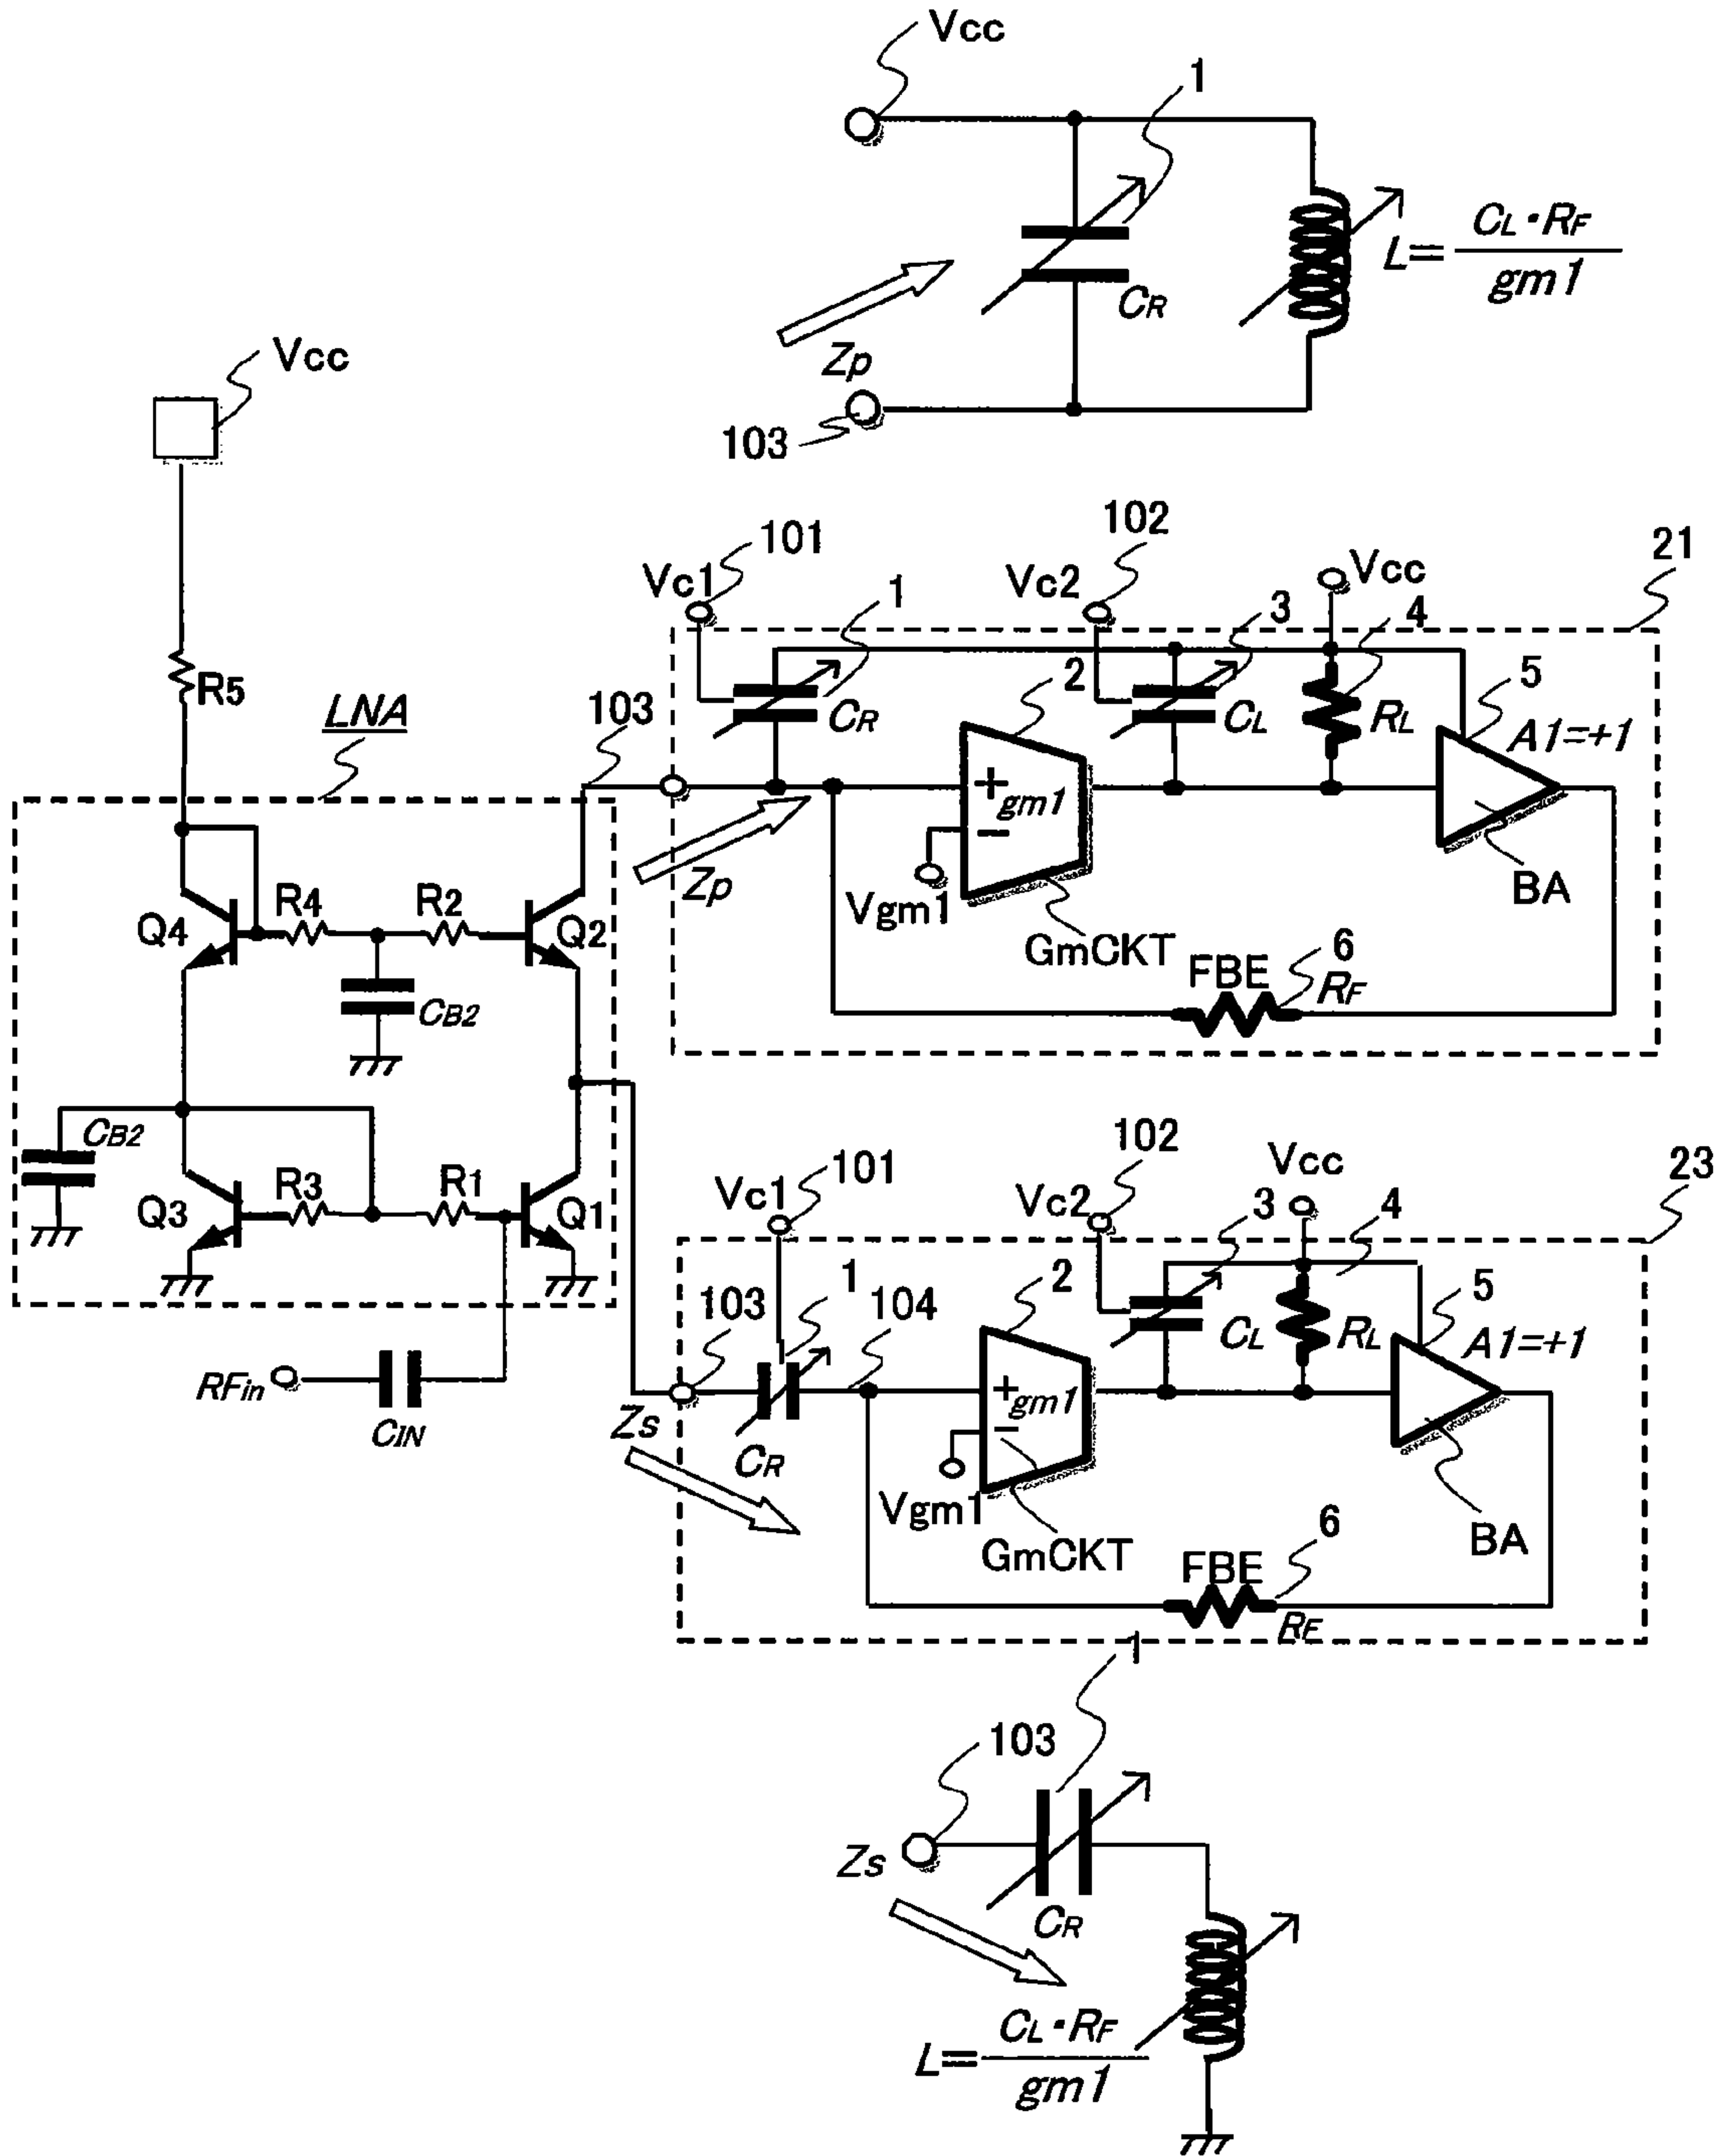 Vcc
1
CR
L=CL・RF/gm1
Zp
103
Vcc
R5
LNA
101
Vc1
1
102
Vc2
3
Vcc
4
21
103
CR
2
CL
RL
5
A1=+1
+
gm1
−
Zp
Vgm1
GmCKT
BA
FBE
6
RF
Q4
R4
R2
Q2
CB2
CB2
Q3
R3
R1
Q1
RFin
CIN
101
Vc1
102
Vc2
3
Vcc
4
23
103
1
104
2
CL
RL
5
A1=+1
Zs
CR
+
gm1
−
Vgm1
GmCKT
BA
FBE
6
RF
1
103
Zs
CR
L=CL・RF/gm1